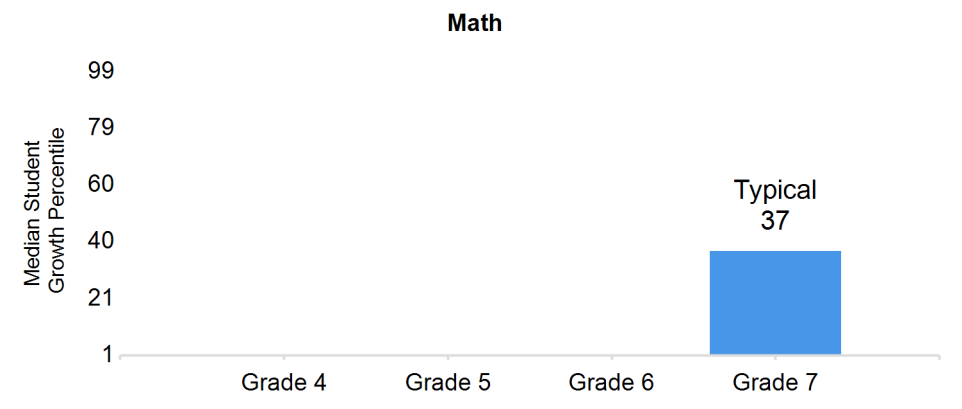 Math
99
79
60
40
21
1
Median Student
Growth Percentile
Typical
37
Grade 4
Grade 5
Grade 6
Grade 7